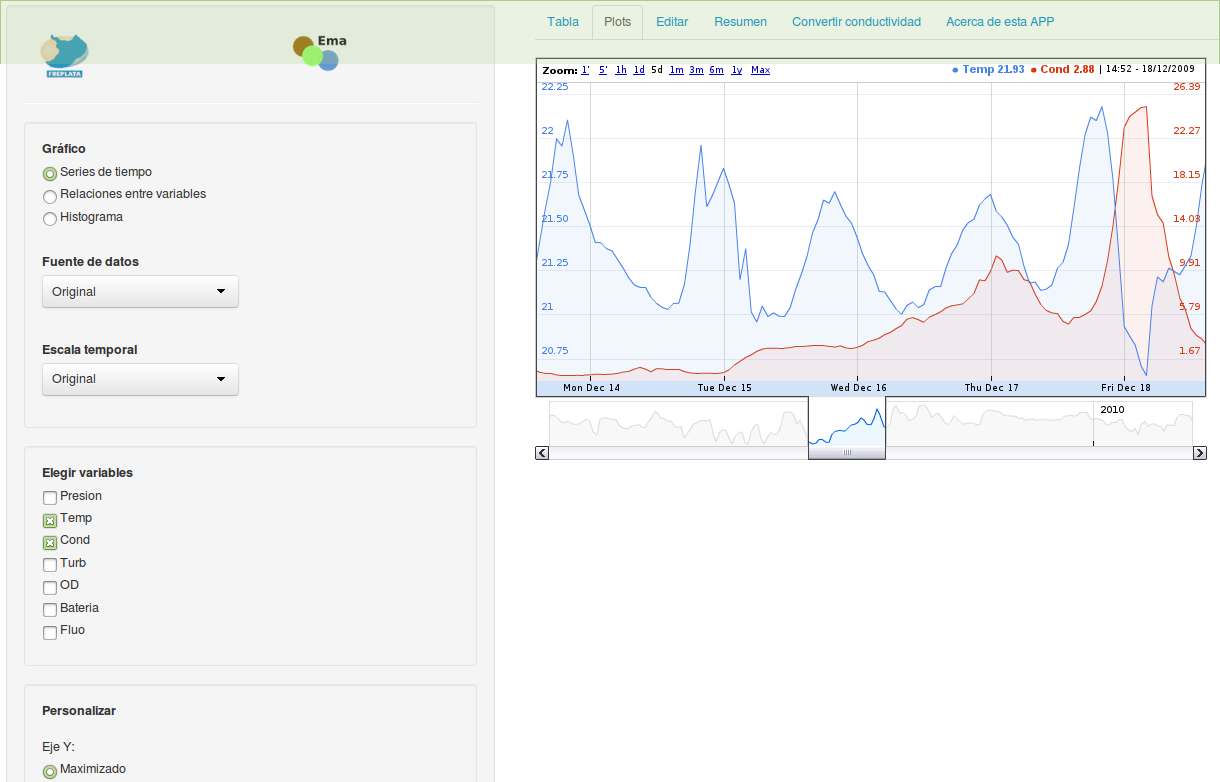 Tabla Plots Editar Resumen Convertir conductividad Acerca de esta APP
FREPLATA
Ema
Gráfico
Series de tiempo
Relaciones entre variables
Histograma
Fuente de datos
Original
Escala temporal
Original
Elegir variables
Presion
Temp
Cond
Turb
OD
Bateria
Fluo
Personalizar
Eje Y:
Maximizado
Zoom: 1' 5' 1h 1d 5d 1m 3m 6m 1y Max
Temp 21.93 Cond 2.88 | 14:52 - 18/12/2009
22.25 26.39
22 22.27
21.75 18.15
21.50 14.03
21.25 9.91
21 5.79
20.75 1.67
Mon Dec 14 Tue Dec 15 Wed Dec 16 Thu Dec 17 Fri Dec 18
2010